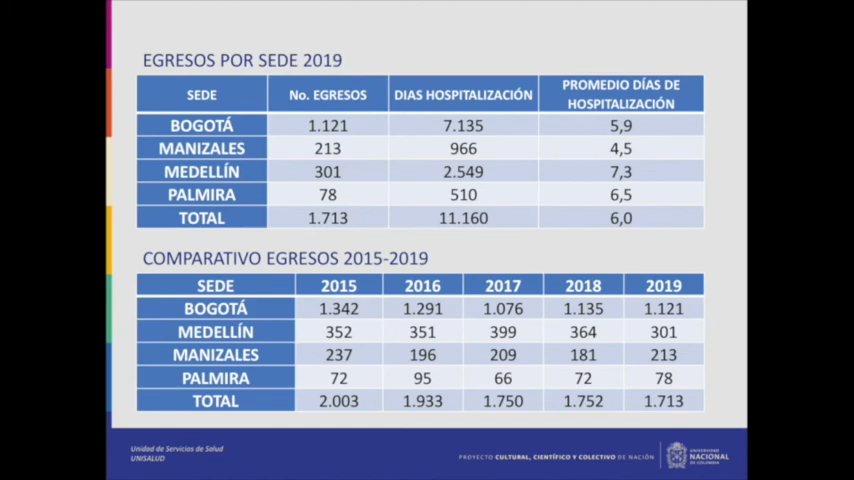 EGRESOS POR SEDE 2019
SEDE No. EGRESOS DIAS HOSPITALIZACIÓN PROMEDIO DÍAS DE HOSPITALIZACIÓN
BOGOTÁ 1.121 7.135 5,9
MANIZALES 213 966 4,5
MEDELLÍN 301 2.549 7,3
PALMIRA 78 510 6,5
TOTAL 1.713 11.160 6,0
COMPARATIVO EGRESOS 2015-2019
SEDE 2015 2016 2017 2018 2019
BOGOTÁ 1.342 1.291 1.076 1.135 1.121
MEDELLÍN 352 351 399 364 301
MANIZALES 237 196 209 181 213
PALMIRA 72 95 66 72 78
TOTAL 2.003 1.933 1.750 1.752 1.713
Unidad de Servicios de Salud
UNISALUD
PROYECTO CULTURAL, CIENTÍFICO Y COLECTIVO DE NACIÓN
UNIVERSIDAD
NACIONAL
DE COLOMBIA